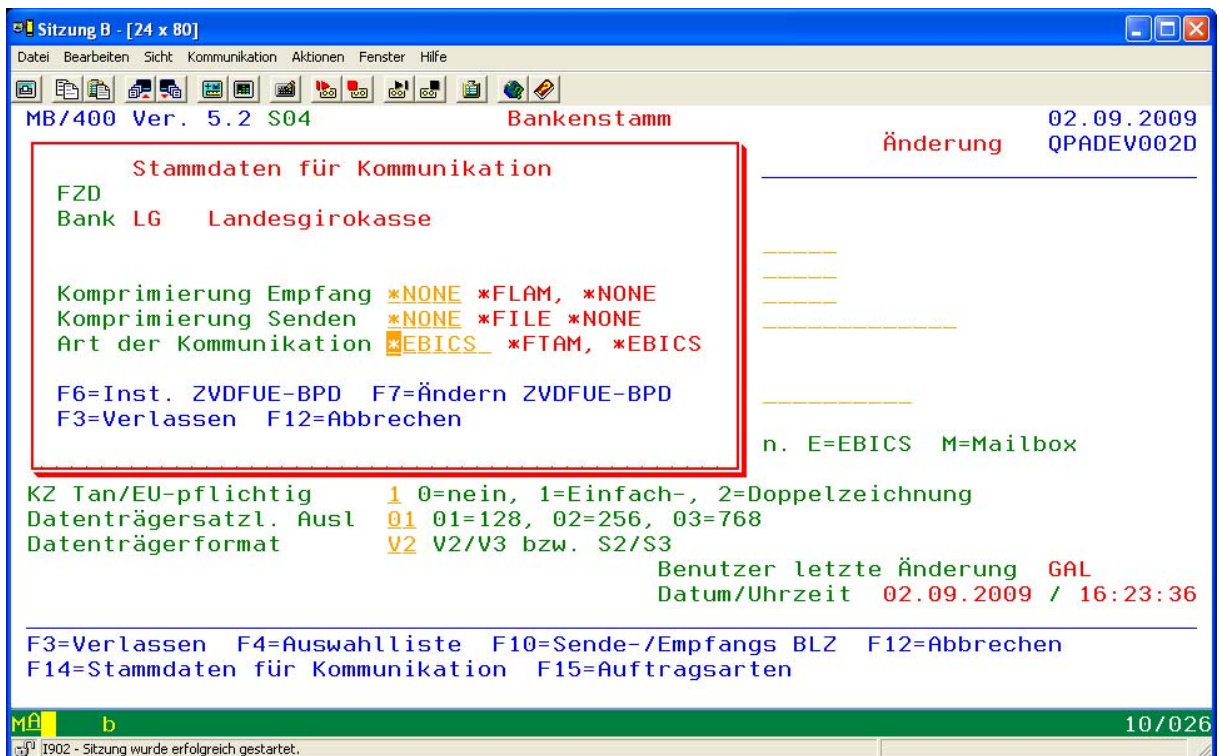 Sitzung B - [24 x 80]
Datei Bearbeiten Sicht Kommunikation Aktionen Fenster Hilfe
MB/400 Ver. 5.2 S04 Bankenstamm 02.09.2009
Änderung QPADEV002D
Stammdaten für Kommunikation
FZD
Bank LG Landesgirokasse
Komprimierung Empfang *NONE *FLAM, *NONE
Komprimierung Senden *NONE *FILE *NONE
Art der Kommunikation *EBICS_ *FTAM, *EBICS
F6=Inst. ZVDFUE-BPD F7=Ändern ZVDFUE-BPD
F3=Verlassen F12=Abbrechen
n. E=EBICS M=Mailbox
KZ Tan/EU-pflichtig 1 0=nein, 1=Einfach-, 2=Doppelzeichnung
Datenträgersatzl. Ausl 01 01=128, 02=256, 03=768
Datenträgerformat V2 V2/V3 bzw. S2/S3
Benutzer letzte Änderung GAL
Datum/Uhrzeit 02.09.2009 / 16:23:36
F3=Verlassen F4=Auswahlliste F10=Sende-/Empfangs BLZ F12=Abbrechen
F14=Stammdaten für Kommunikation F15=Auftragsarten
MA b 10/026
I902 - Sitzung wurde erfolgreich gestartet.